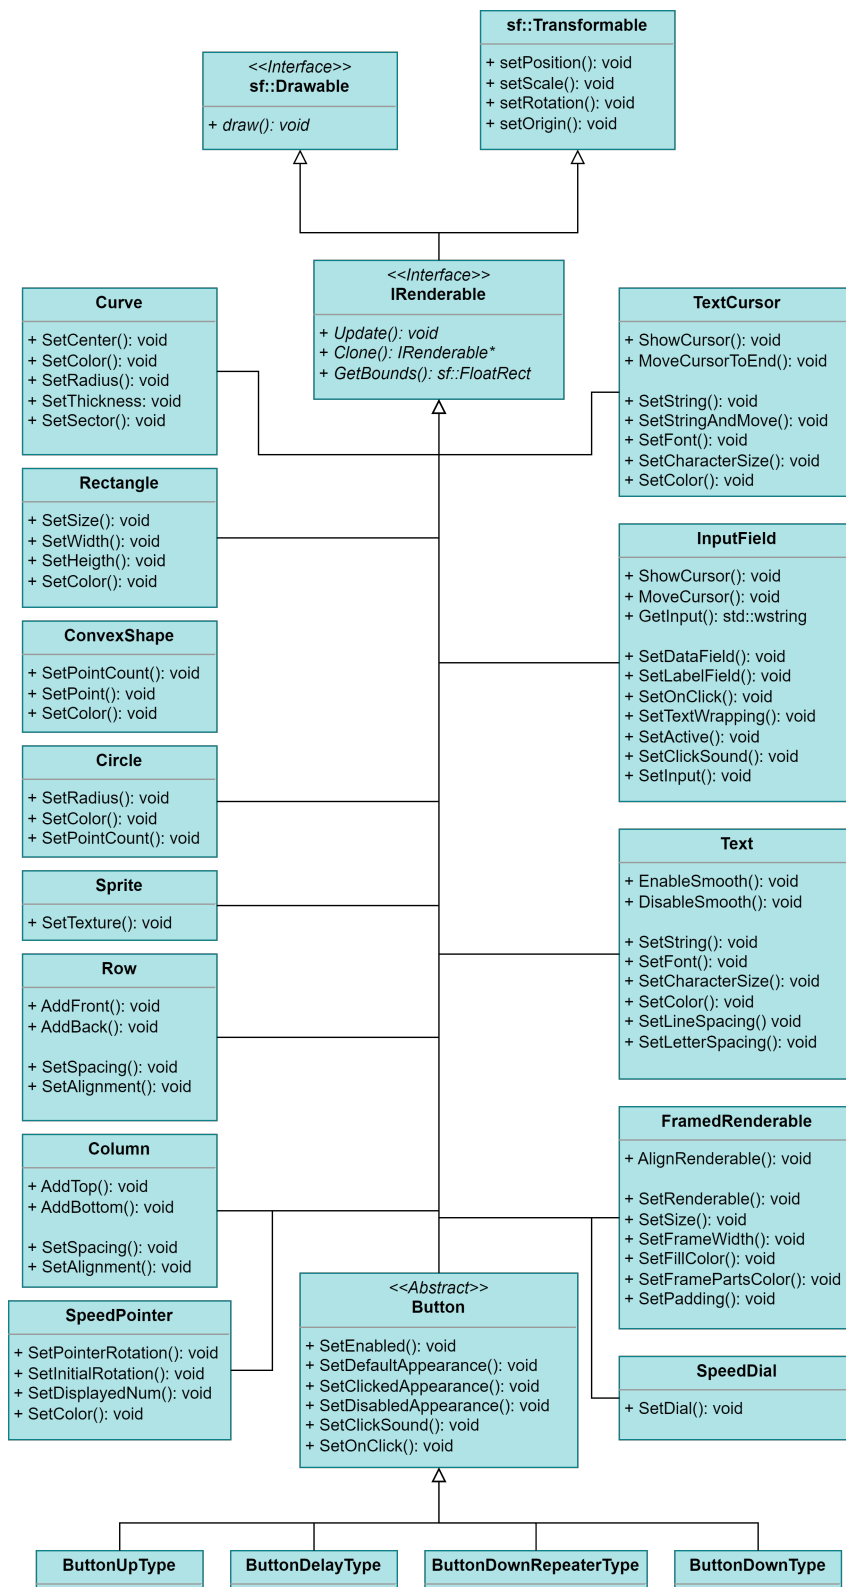 sf::Transformable
+ setPosition(): void
+ setScale(): void
+ setRotation(): void
+ setOrigin(): void
<<Interface>>
sf::Drawable
+ draw(): void
<<Interface>>
IRenderable
+ Update(): void
+ Clone(): IRenderable*
+ GetBounds(): sf::FloatRect
Curve
+ SetCenter(): void
+ SetColor(): void
+ SetRadius(): void
+ SetThickness: void
+ SetSector(): void
Rectangle
+ SetSize(): void
+ SetWidth(): void
+ SetHeigth(): void
+ SetColor(): void
ConvexShape
+ SetPointCount(): void
+ SetPoint(): void
+ SetColor(): void
Circle
+ SetRadius(): void
+ SetColor(): void
+ SetPointCount(): void
Sprite
+ SetTexture(): void
Row
+ AddFront(): void
+ AddBack(): void
+ SetSpacing(): void
+ SetAlignment(): void
Column
+ AddTop(): void
+ AddBottom(): void
+ SetSpacing(): void
+ SetAlignment(): void
SpeedPointer
+ SetPointerRotation(): void
+ SetInitialRotation(): void
+ SetDisplayedNum(): void
+ SetColor(): void
TextCursor
+ ShowCursor(): void
+ MoveCursorToEnd(): void
+ SetString(): void
+ SetStringAndMove(): void
+ SetFont(): void
+ SetCharacterSize(): void
+ SetColor(): void
InputField
+ ShowCursor(): void
+ MoveCursor(): void
+ GetInput(): std::wstring
+ SetDataField(): void
+ SetLabelField(): void
+ SetOnClick(): void
+ SetTextWrapping(): void
+ SetActive(): void
+ SetClickSound(): void
+ SetInput(): void
Text
+ EnableSmooth(): void
+ DisableSmooth(): void
+ SetString(): void
+ SetFont(): void
+ SetCharacterSize(): void
+ SetColor(): void
+ SetLineSpacing() void
+ SetLetterSpacing(): void
FramedRenderable
+ AlignRenderable(): void
+ SetRenderable(): void
+ SetSize(): void
+ SetFrameWidth(): void
+ SetFillColor(): void
+ SetFramePartsColor(): void
+ SetPadding(): void
SpeedDial
+ SetDial(): void
<<Abstract>>
Button
+ SetEnabled(): void
+ SetDefaultAppearance(): void
+ SetClickedAppearance(): void
+ SetDisabledAppearance(): void
+ SetClickSound(): void
+ SetOnClick(): void
ButtonUpType
ButtonDelayType
ButtonDownRepeaterType
ButtonDownType